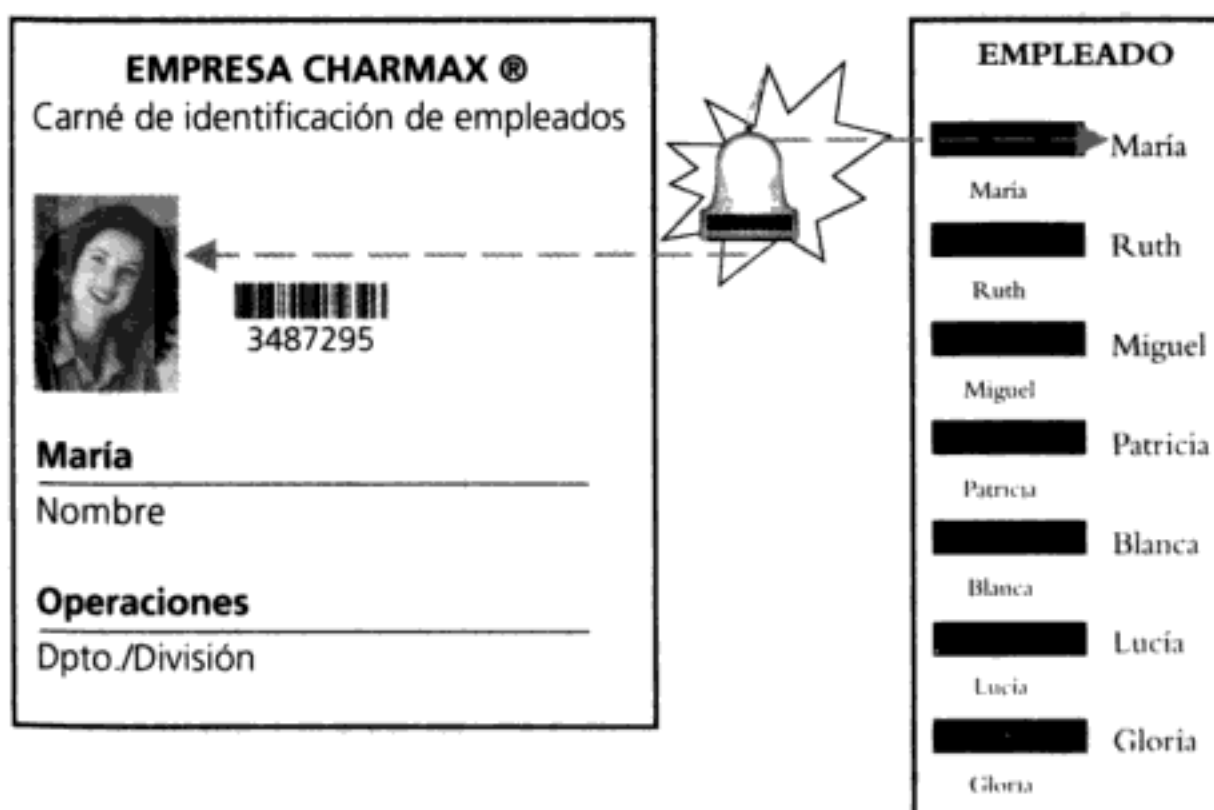 EMPRESA CHARMAX ®
Carné de identificación de empleados
3487295
María
Nombre
Operaciones
Dpto./División
EMPLEADO
María
María
Ruth
Ruth
Miguel
Miguel
Patricia
Patricia
Blanca
Blanca
Lucía
Lucía
Gloria
Gloria